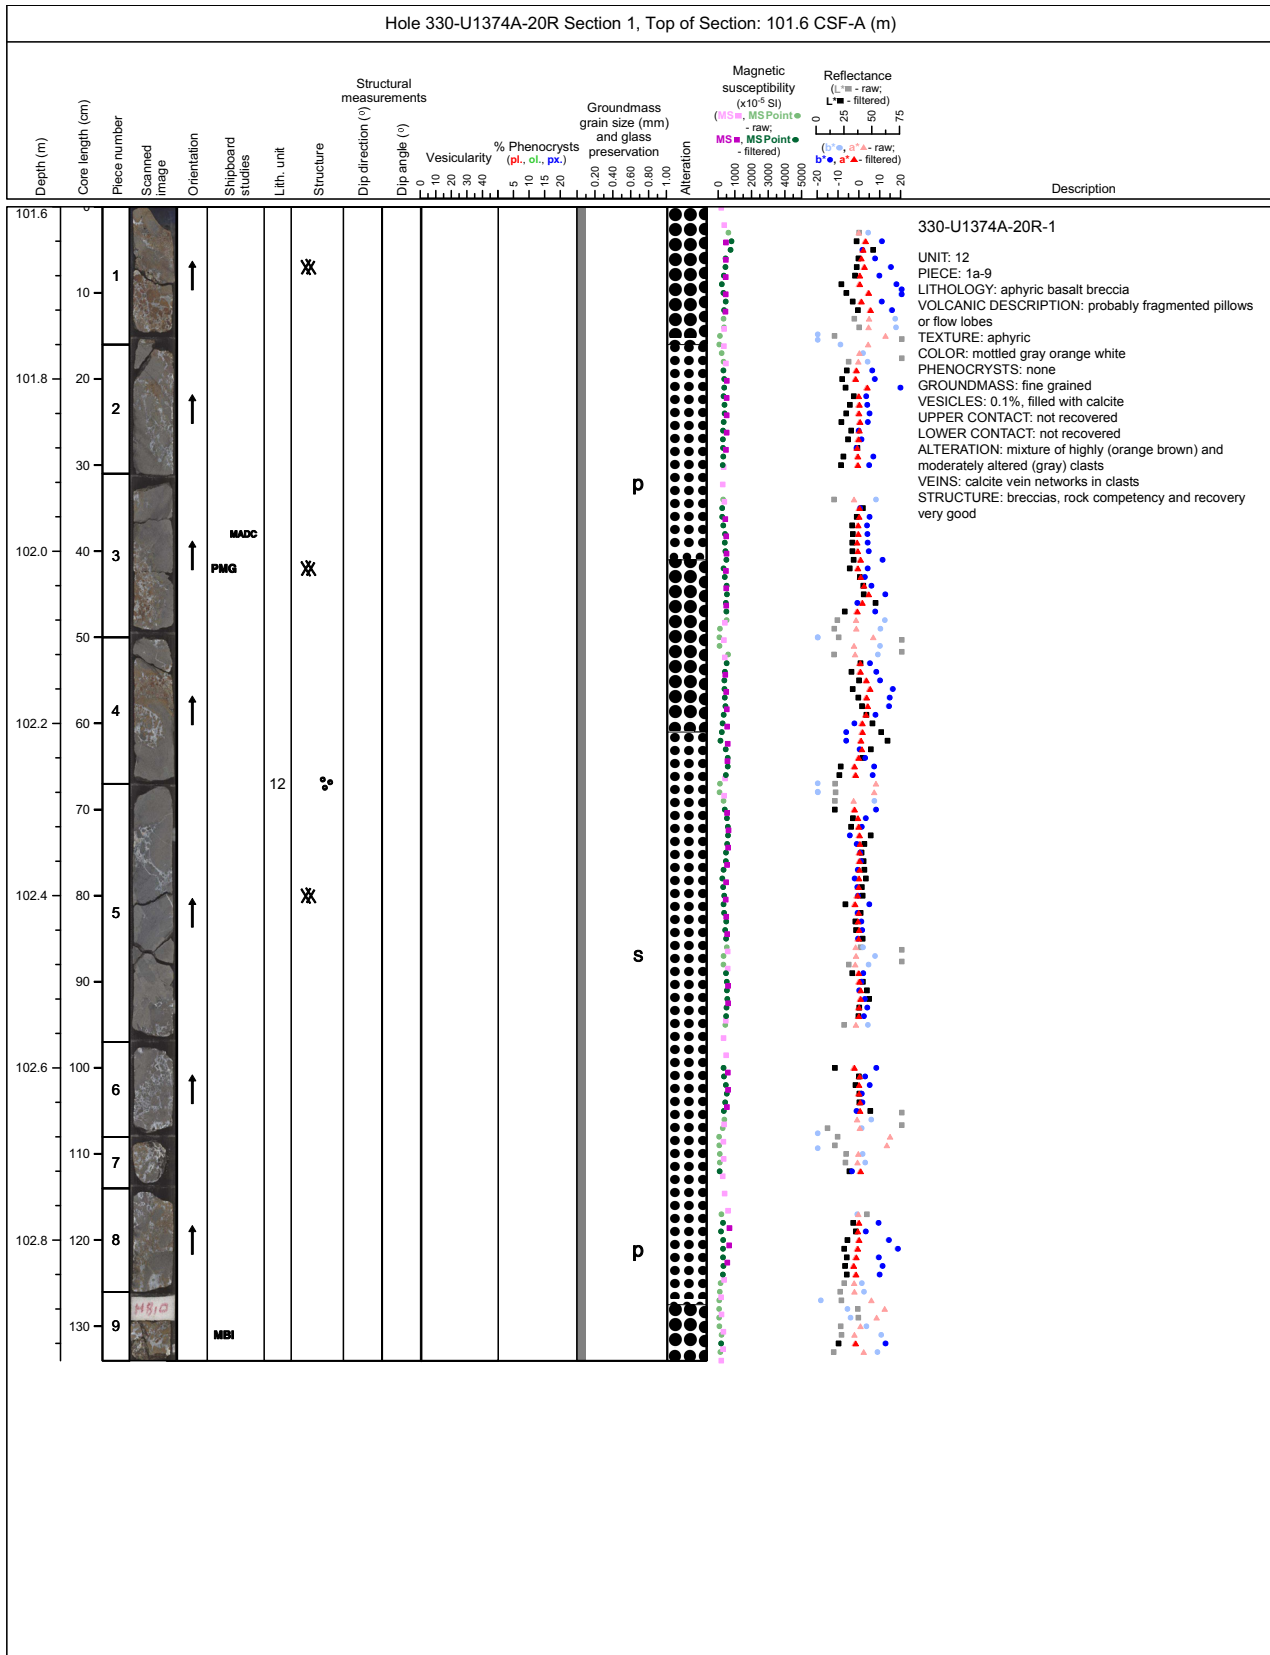 Hole 330-U1374A-20R Section 1, Top of Section: 101.6 CSF-A (m)
Depth (m)
Core length (cm)
Piece number
Scanned image
Orientation
Shipboard studies
Lith. unit
Structure
Structural measurements
Dip direction (º)
Dip angle (º)
Vesicularity
0 10 20 30 40
% Phenocrysts
(pl., ol., px.)
5 10 15 20
Groundmass
grain size (mm)
and glass
preservation
0.20 0.40 0.60 0.80 1.00
Alteration
Magnetic
susceptibility
(x10-5 SI)
(MS■, MSPoint●
- raw;
MS■, MSPoint●
- filtered)
0 1000 2000 3000 4000 5000
Reflectance
(L*■ - raw;
L*■ - filtered)
0 25 50 75
(b*●, a*▲- raw;
b*●, a*▲- filtered)
-20 -10 0 10 20
Description
101.6
101.8
102.0
102.2
102.4
102.6
102.8
0
10
20
30
40
50
60
70
80
90
100
110
120
130
1
2
3
4
5
6
7
8
9
H8,0
MADC
PMG
MBI
12
p
s
p
330-U1374A-20R-1
UNIT: 12
PIECE: 1a-9
LITHOLOGY: aphyric basalt breccia
VOLCANIC DESCRIPTION: probably fragmented pillows
or flow lobes
TEXTURE: aphyric
COLOR: mottled gray orange white
PHENOCRYSTS: none
GROUNDMASS: fine grained
VESICLES: 0.1%, filled with calcite
UPPER CONTACT: not recovered
LOWER CONTACT: not recovered
ALTERATION: mixture of highly (orange brown) and
moderately altered (gray) clasts
VEINS: calcite vein networks in clasts
STRUCTURE: breccias, rock competency and recovery
very good